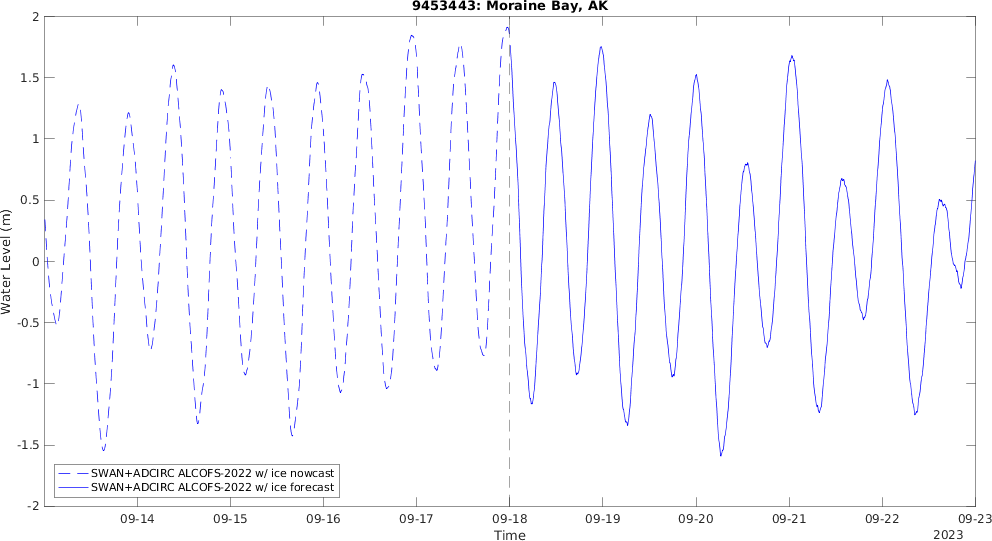 9453443: Moraine Bay, AK
2
1.5
1
0.5
0
-0.5
-1
-1.5
-2
Water Level (m)
SWAN+ADCIRC ALCOFS-2022 w/ ice nowcast
SWAN+ADCIRC ALCOFS-2022 w/ ice forecast
09-14 09-15 09-16 09-17 09-18 09-19 09-20 09-21 09-22 09-23
Time
2023